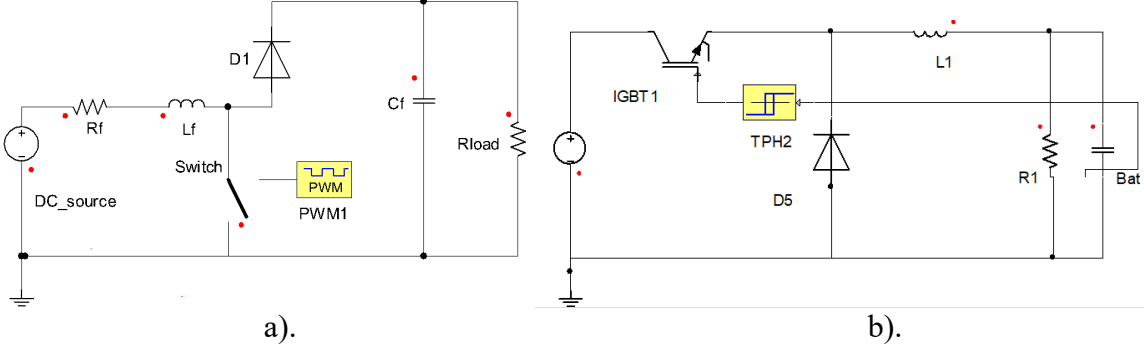 D1
Rf
Lf
Cf
Rload
Switch
DC_source
PWM
PWM1
a).
IGBT1
TPH2
D5
L1
R1
Bat
b).